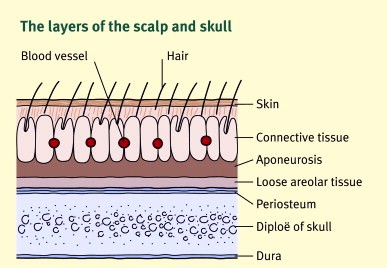 The layers of the scalp and skull
Blood vessel
Hair
Skin
Connective tissue
Aponeurosis
Loose areolar tissue
Periosteum
Diploë of skull
Dura